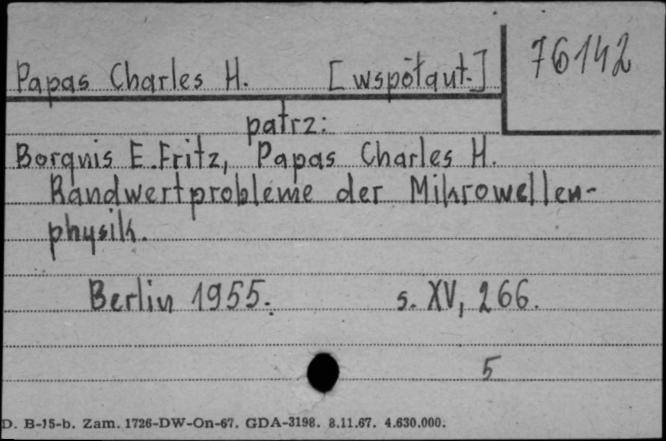 Papas Charles H. [współaut.]
76142
patrz:
Borgnis E. Fritz, Papas Charles H.
Randwertprobleme der Mikrowellen-
physik.
Berlin 1955. s. XV, 266.
5
D. B-15-b. Zam. 1726-DW-On-67. GDA-3198. 8.11.67. 4.630.000.